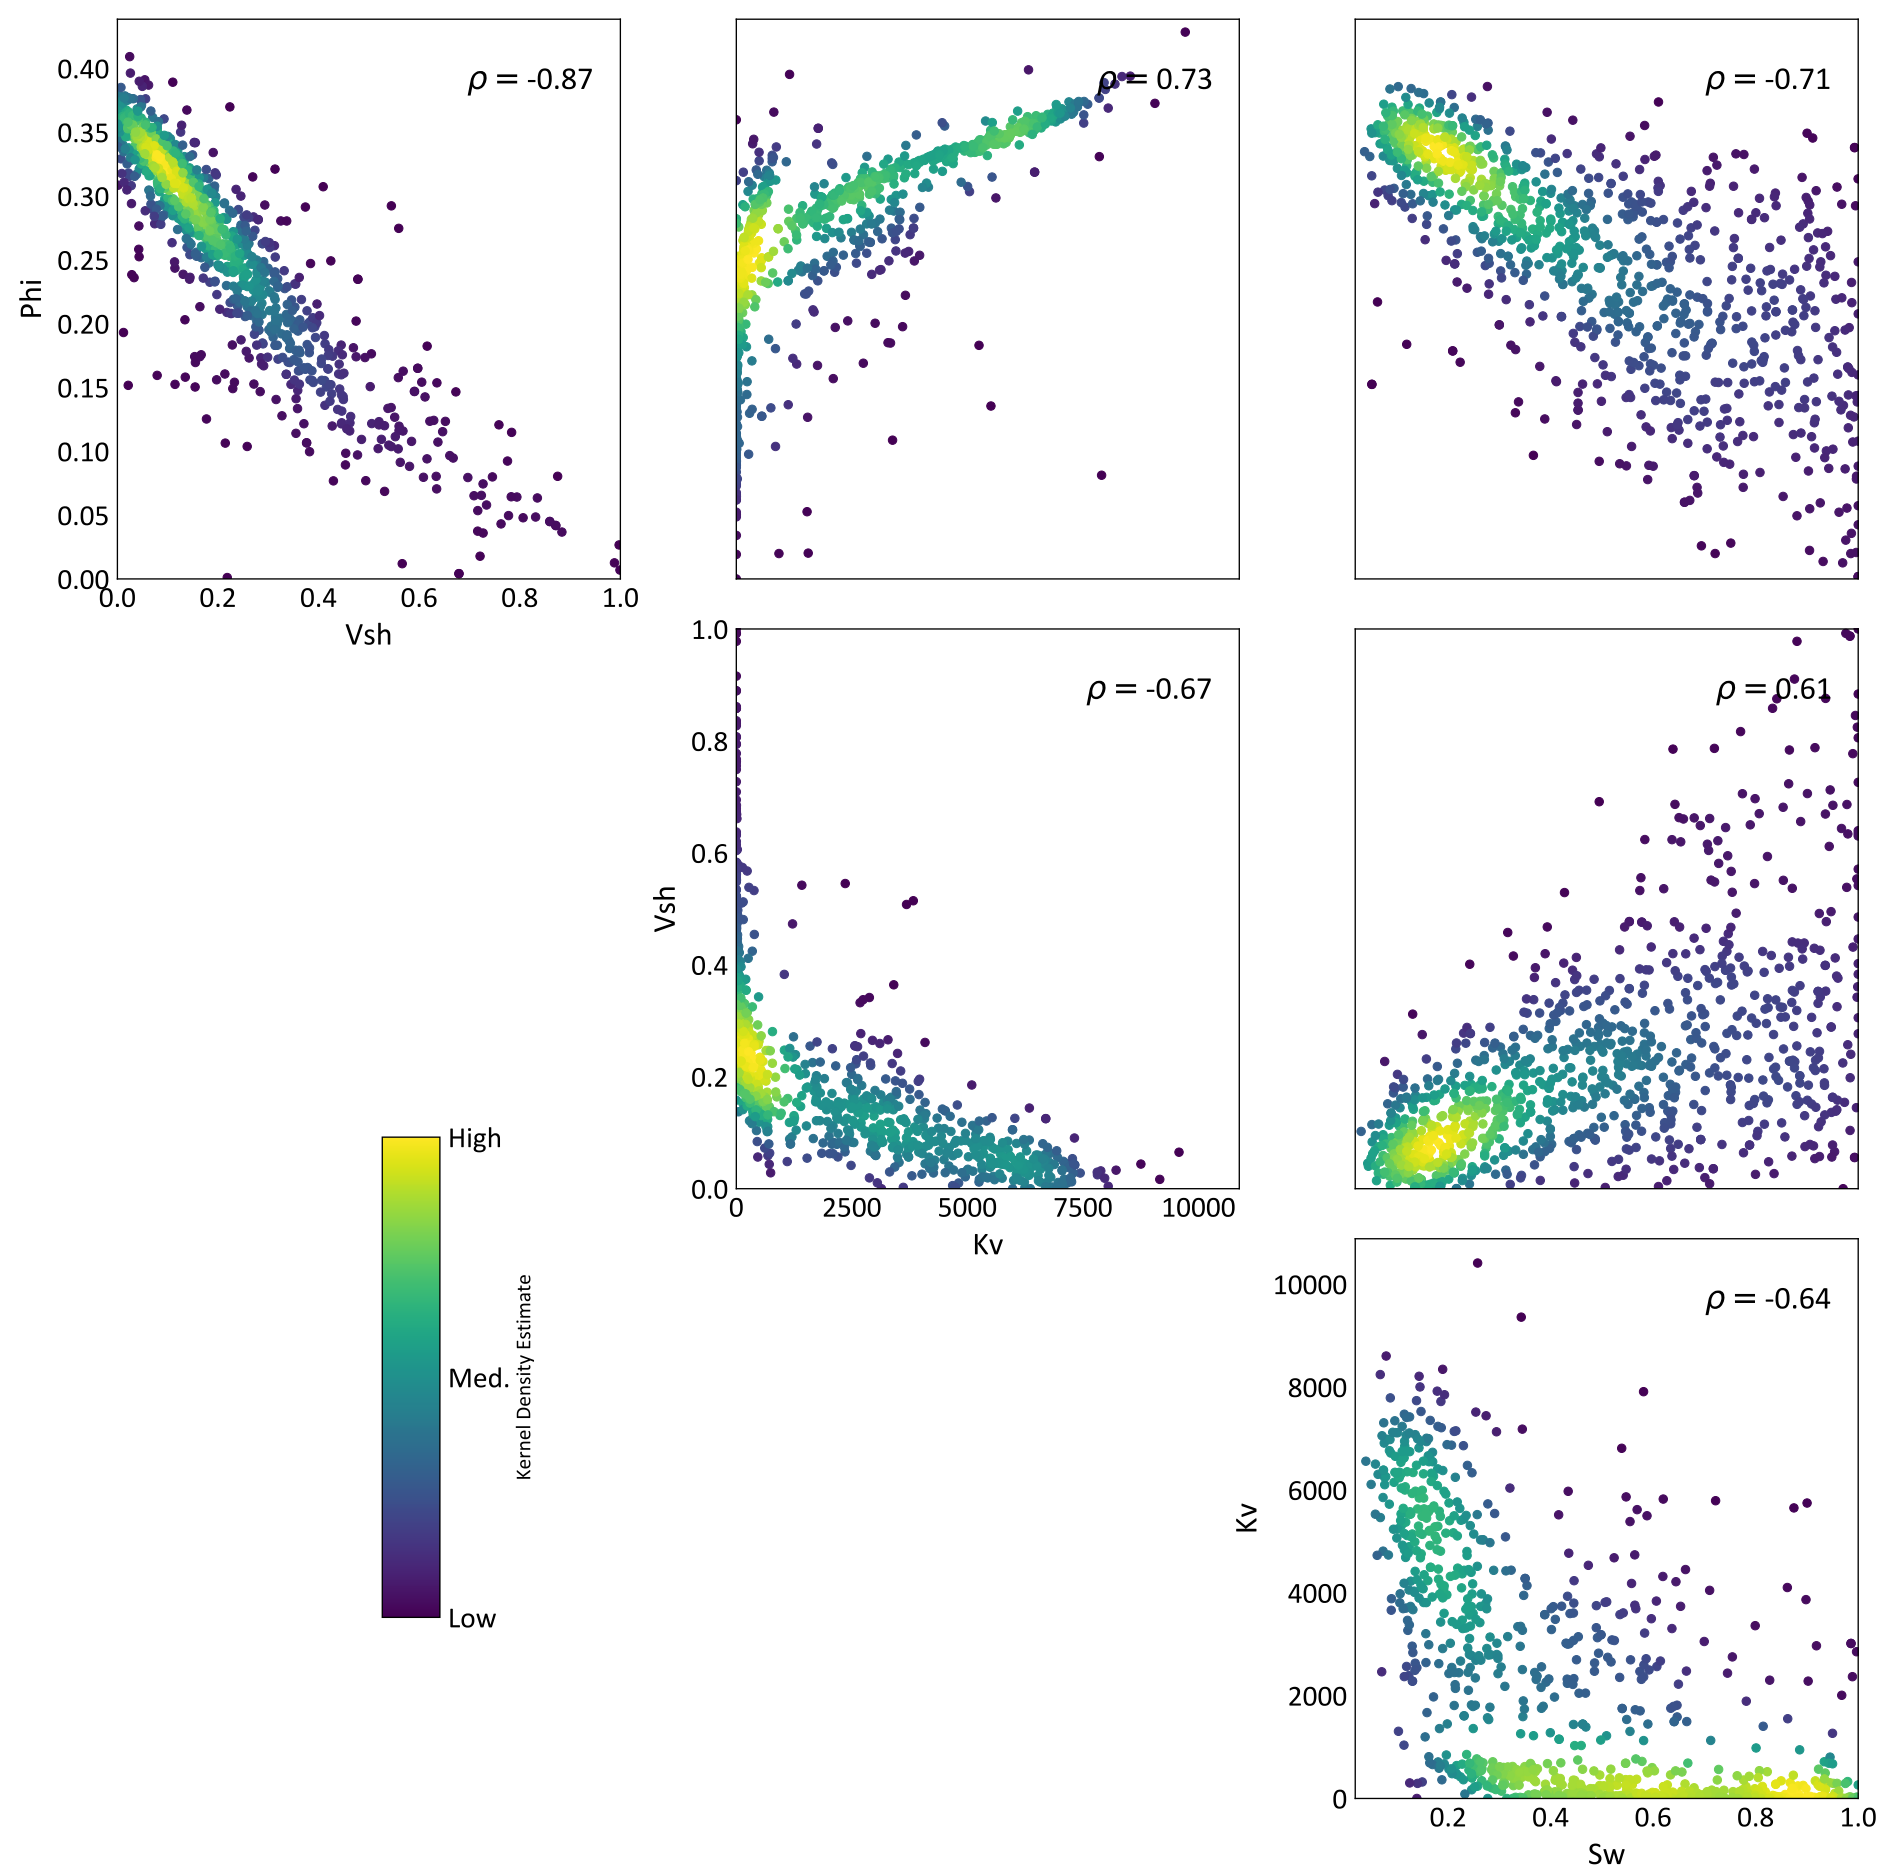 ρ = -0.87
ρ = 0.73
ρ = -0.71
Phi
0.40
0.35
0.30
0.25
0.20
0.15
0.10
0.05
0.00
0.0 0.2 0.4 0.6 0.8 1.0
Vsh
ρ = -0.67
ρ = 0.61
Vsh
1.0
0.8
0.6
0.4
0.2
0.0
0 2500 5000 7500 10000
Kv
High
Med.
Low
Kernel Density Estimate
ρ = -0.64
Kv
10000
8000
6000
4000
2000
0
0.2 0.4 0.6 0.8 1.0
Sw